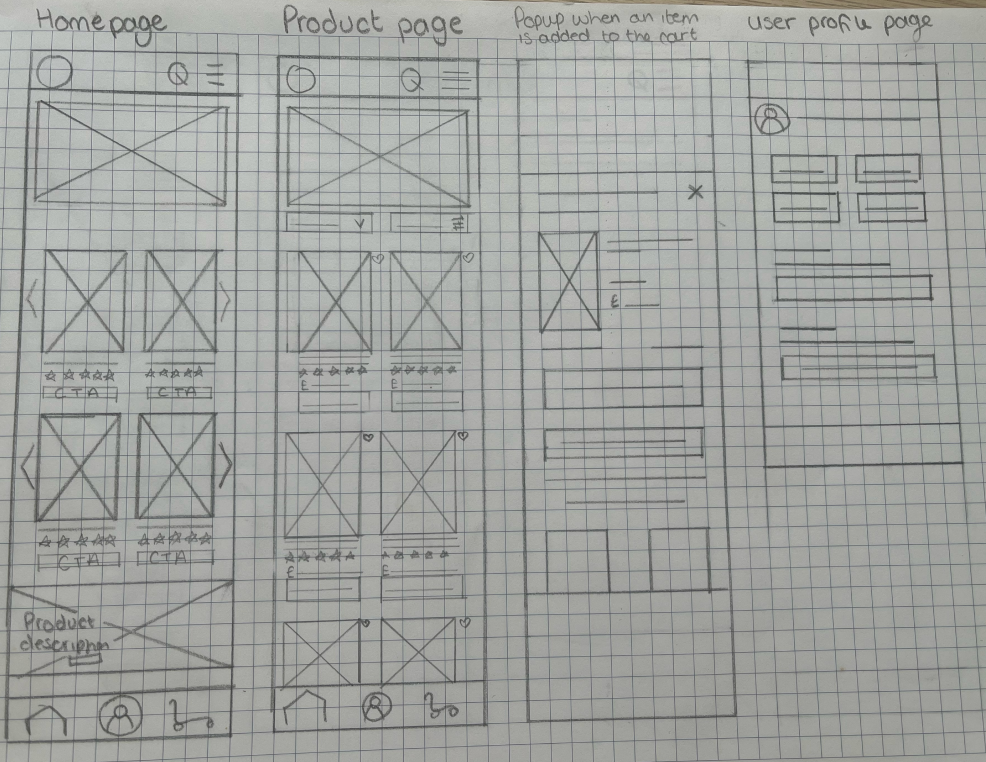 Homepage
Product page
Popup when an item
is added to the cart
user profile page
CTA
CTA
CTA
CTA
Product
description
£
£
£
£
£